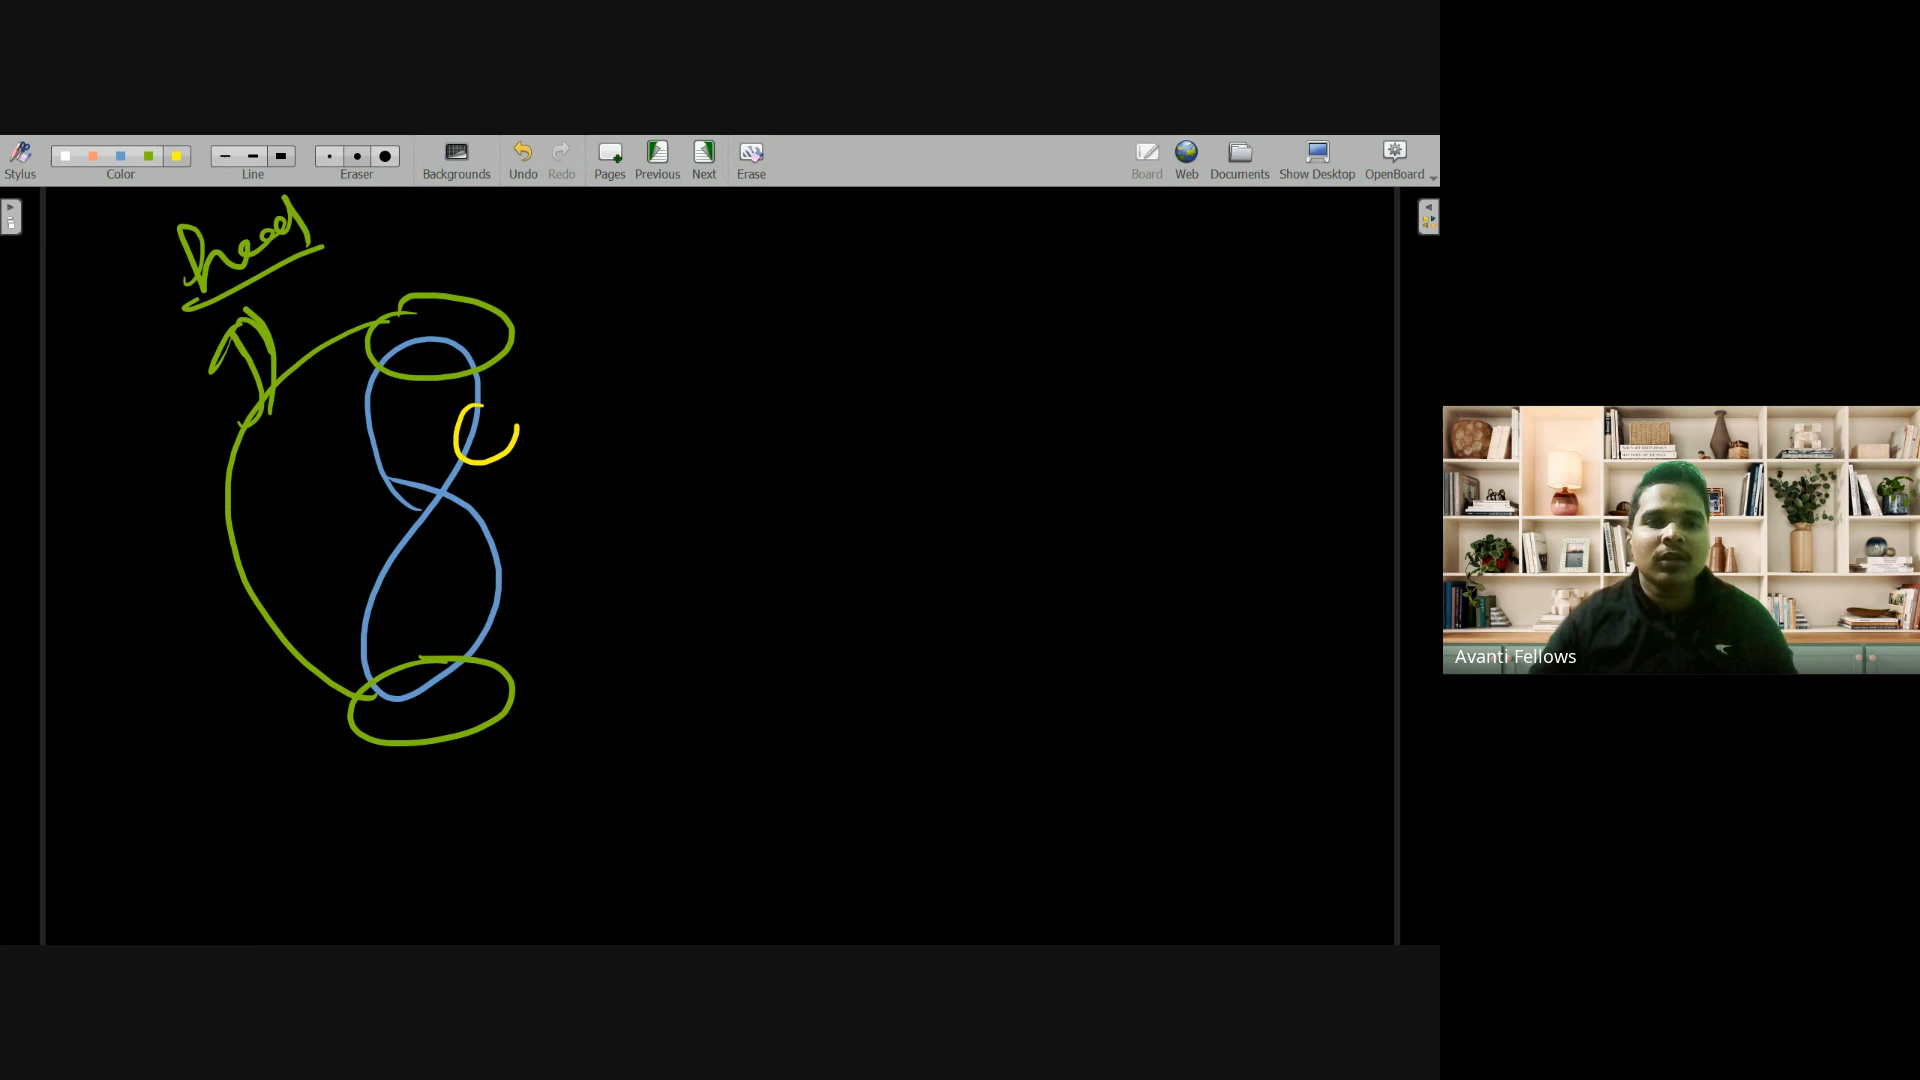 Stylus Color Line Eraser Backgrounds Undo Redo Pages Previous Next Erase Board Web Documents Show Desktop OpenBoard
head
Avanti Fellows